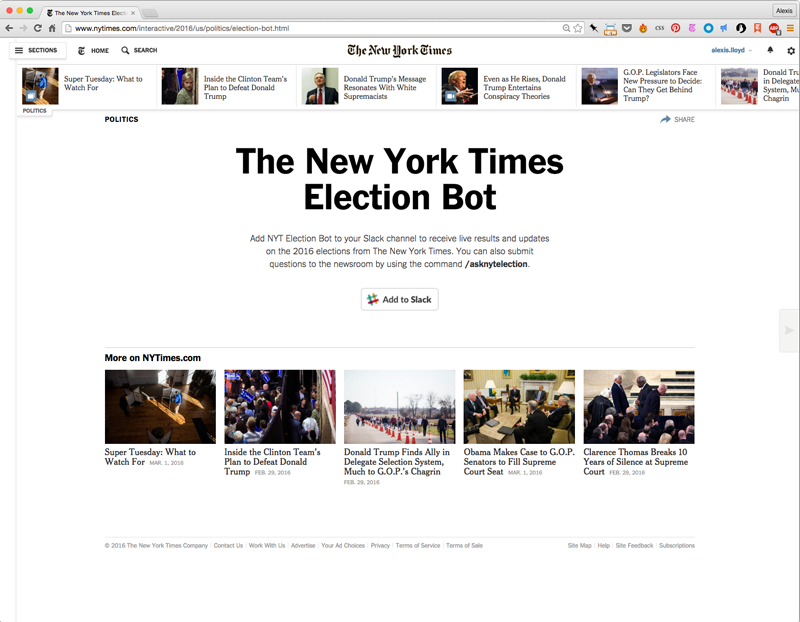 The New York Times Electi
Alexis
www.nytimes.com/interactive/2016/us/politics/election-bot.html
CSS
ABP
SECTIONS
HOME
SEARCH
The New York Times
alexis.lloyd
Super Tuesday: What to
Watch For
Inside the Clinton Team's
Plan to Defeat Donald
Trump
Donald Trump's Message
Resonates With White
Supremacists
Even as He Rises, Donald
Trump Entertains
Conspiracy Theories
G.O.P. Legislators Face
New Pressure to Decide:
Can They Get Behind
Trump?
Donald Tru
in Delegate
System, Mu
Chagrin
POLITICS
POLITICS
SHARE
The New York Times
Election Bot
Add NYT Election Bot to your Slack channel to receive live results and updates
on the 2016 elections from The New York Times. You can also submit
questions to the newsroom by using the command /asknytelection.
Add to Slack
More on NYTimes.com
Super Tuesday: What to
Watch For MAR. 1, 2016
Inside the Clinton Team's
Plan to Defeat Donald
Trump FEB. 29, 2016
Donald Trump Finds Ally in
Delegate Selection System,
Much to G.O.P.'s Chagrin
FEB. 29, 2016
Obama Makes Case to G.O.P.
Senators to Fill Supreme
Court Seat MAR. 1, 2016
Clarence Thomas Breaks 10
Years of Silence at Supreme
Court FEB. 29, 2016
© 2016 The New York Times Company | Contact Us | Work With Us | Advertise | Your Ad Choices | Privacy | Terms of Service | Terms of Sale
Site Map | Help | Site Feedback | Subscriptions